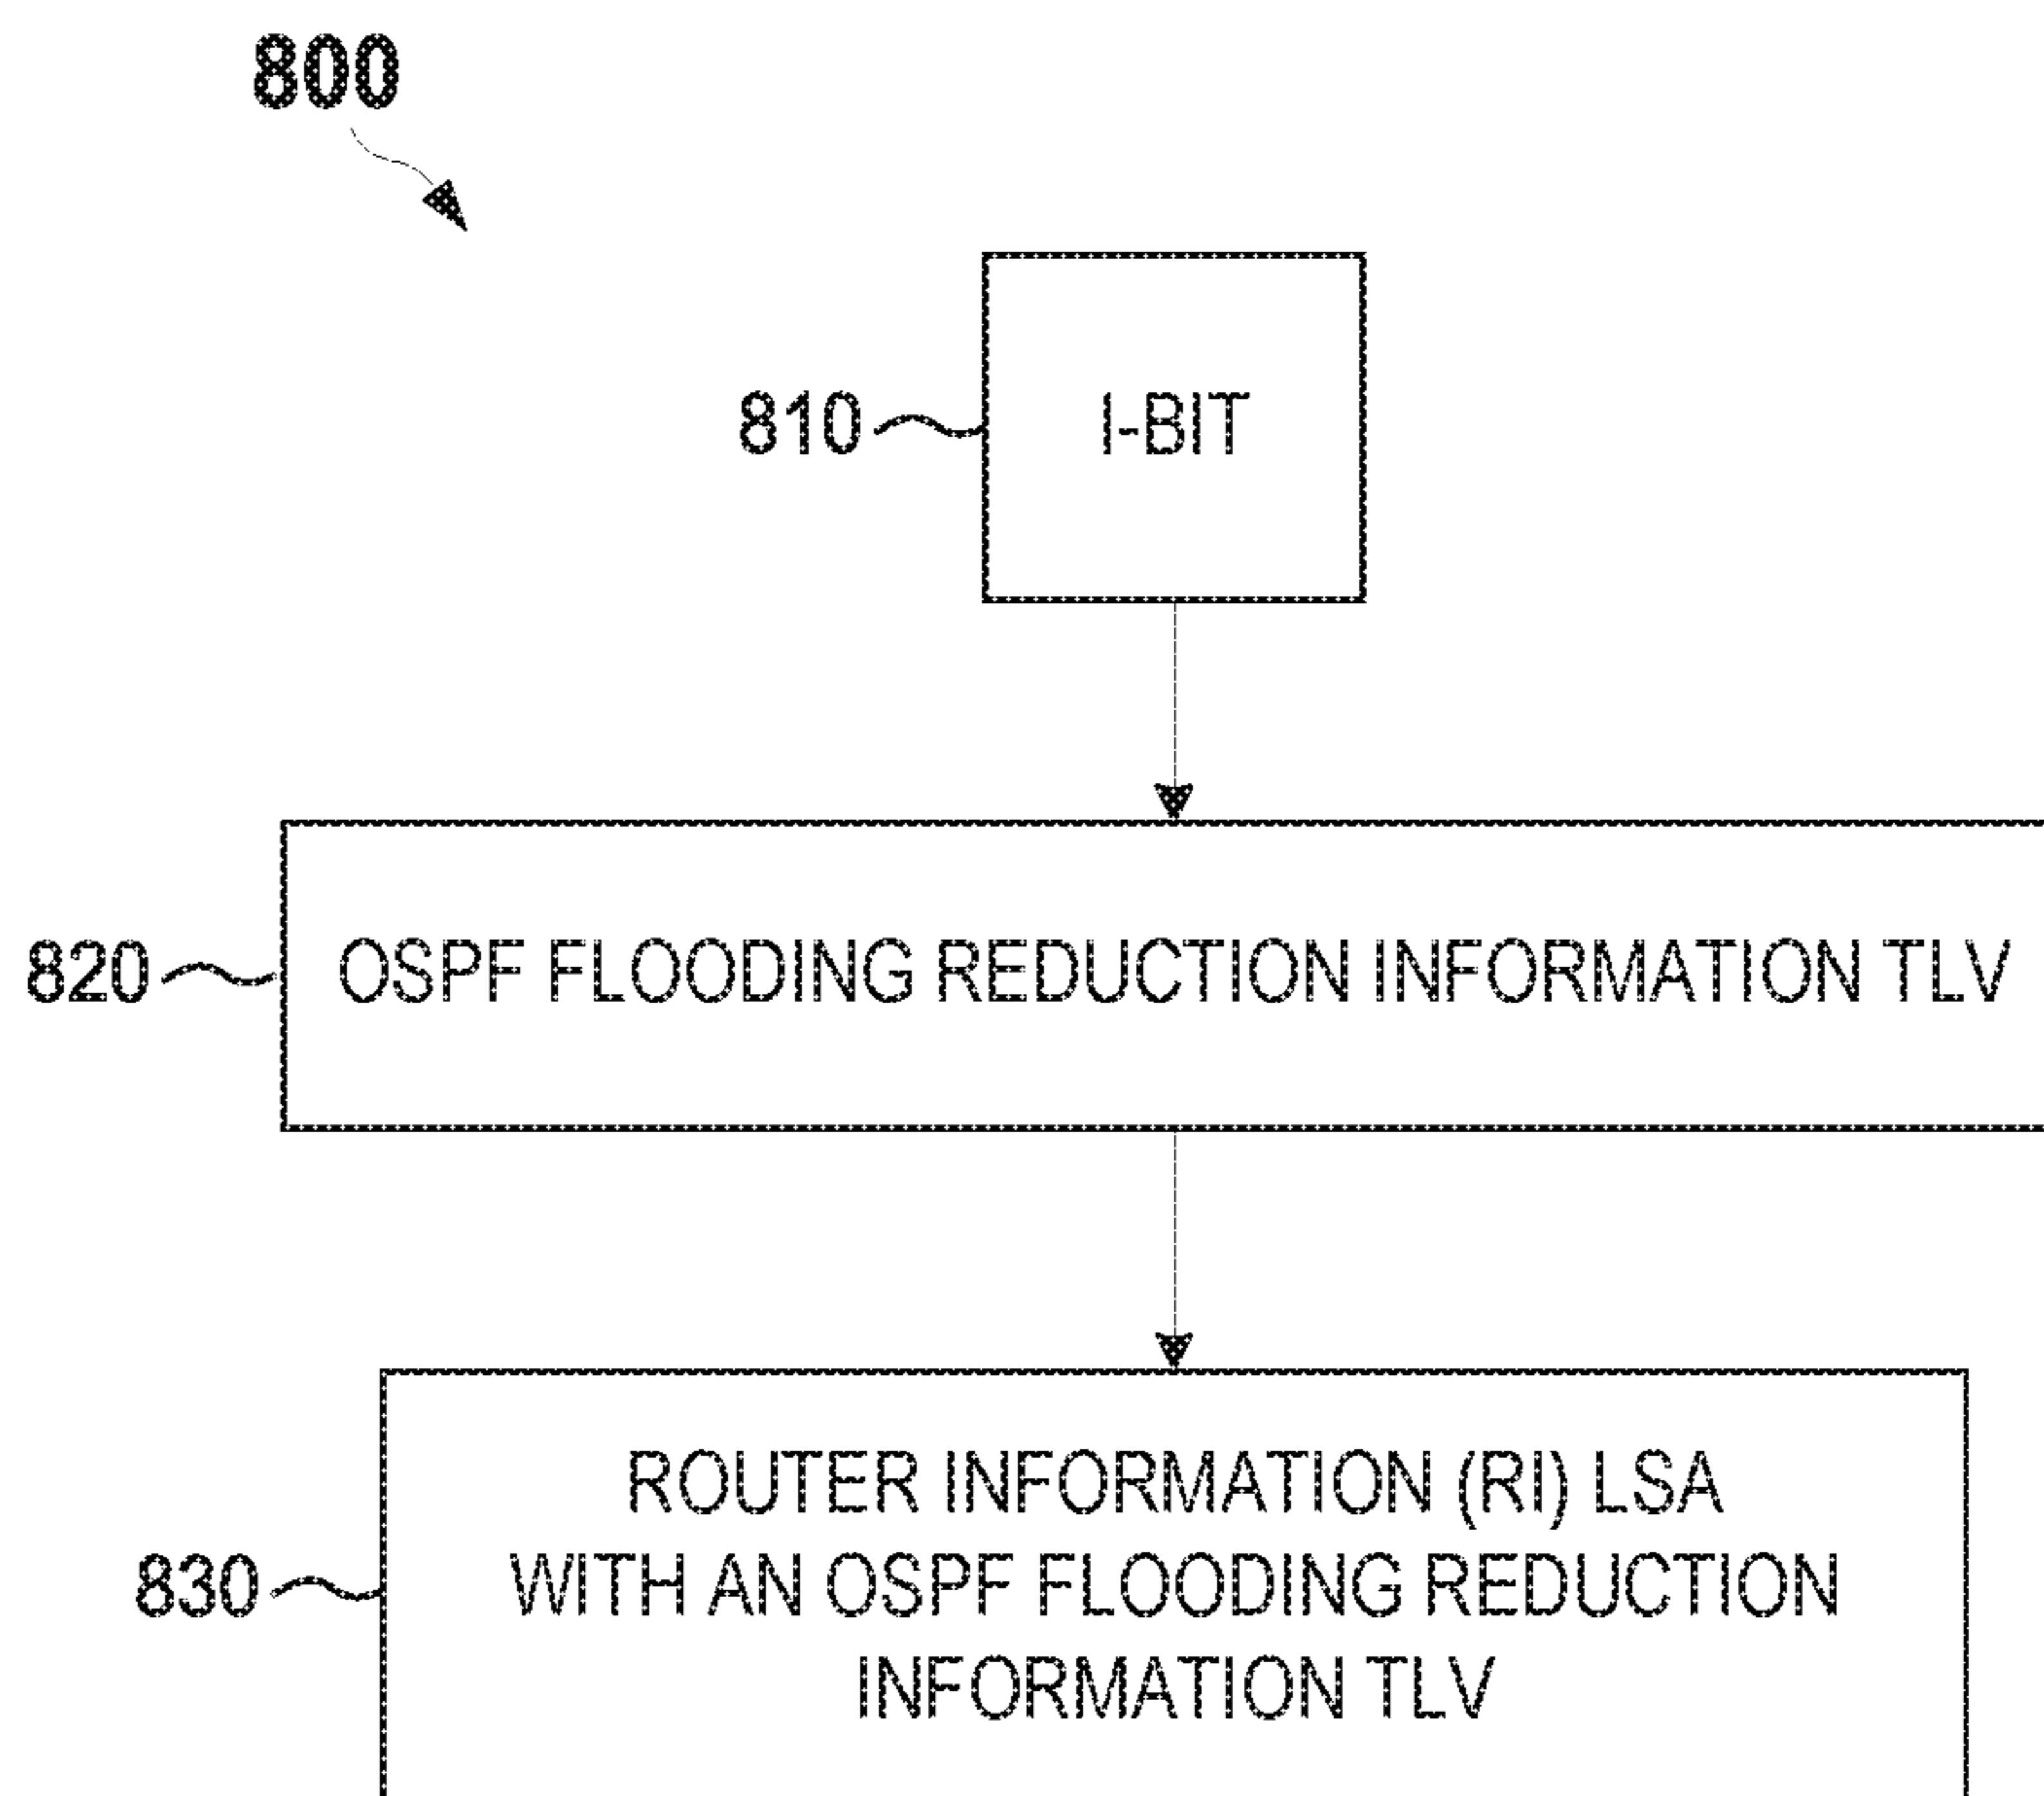 800
810
I-BIT
820
OSPF FLOODING REDUCTION INFORMATION TLV
830
ROUTER INFORMATION (RI) LSA
WITH AN OSPF FLOODING REDUCTION
INFORMATION TLV